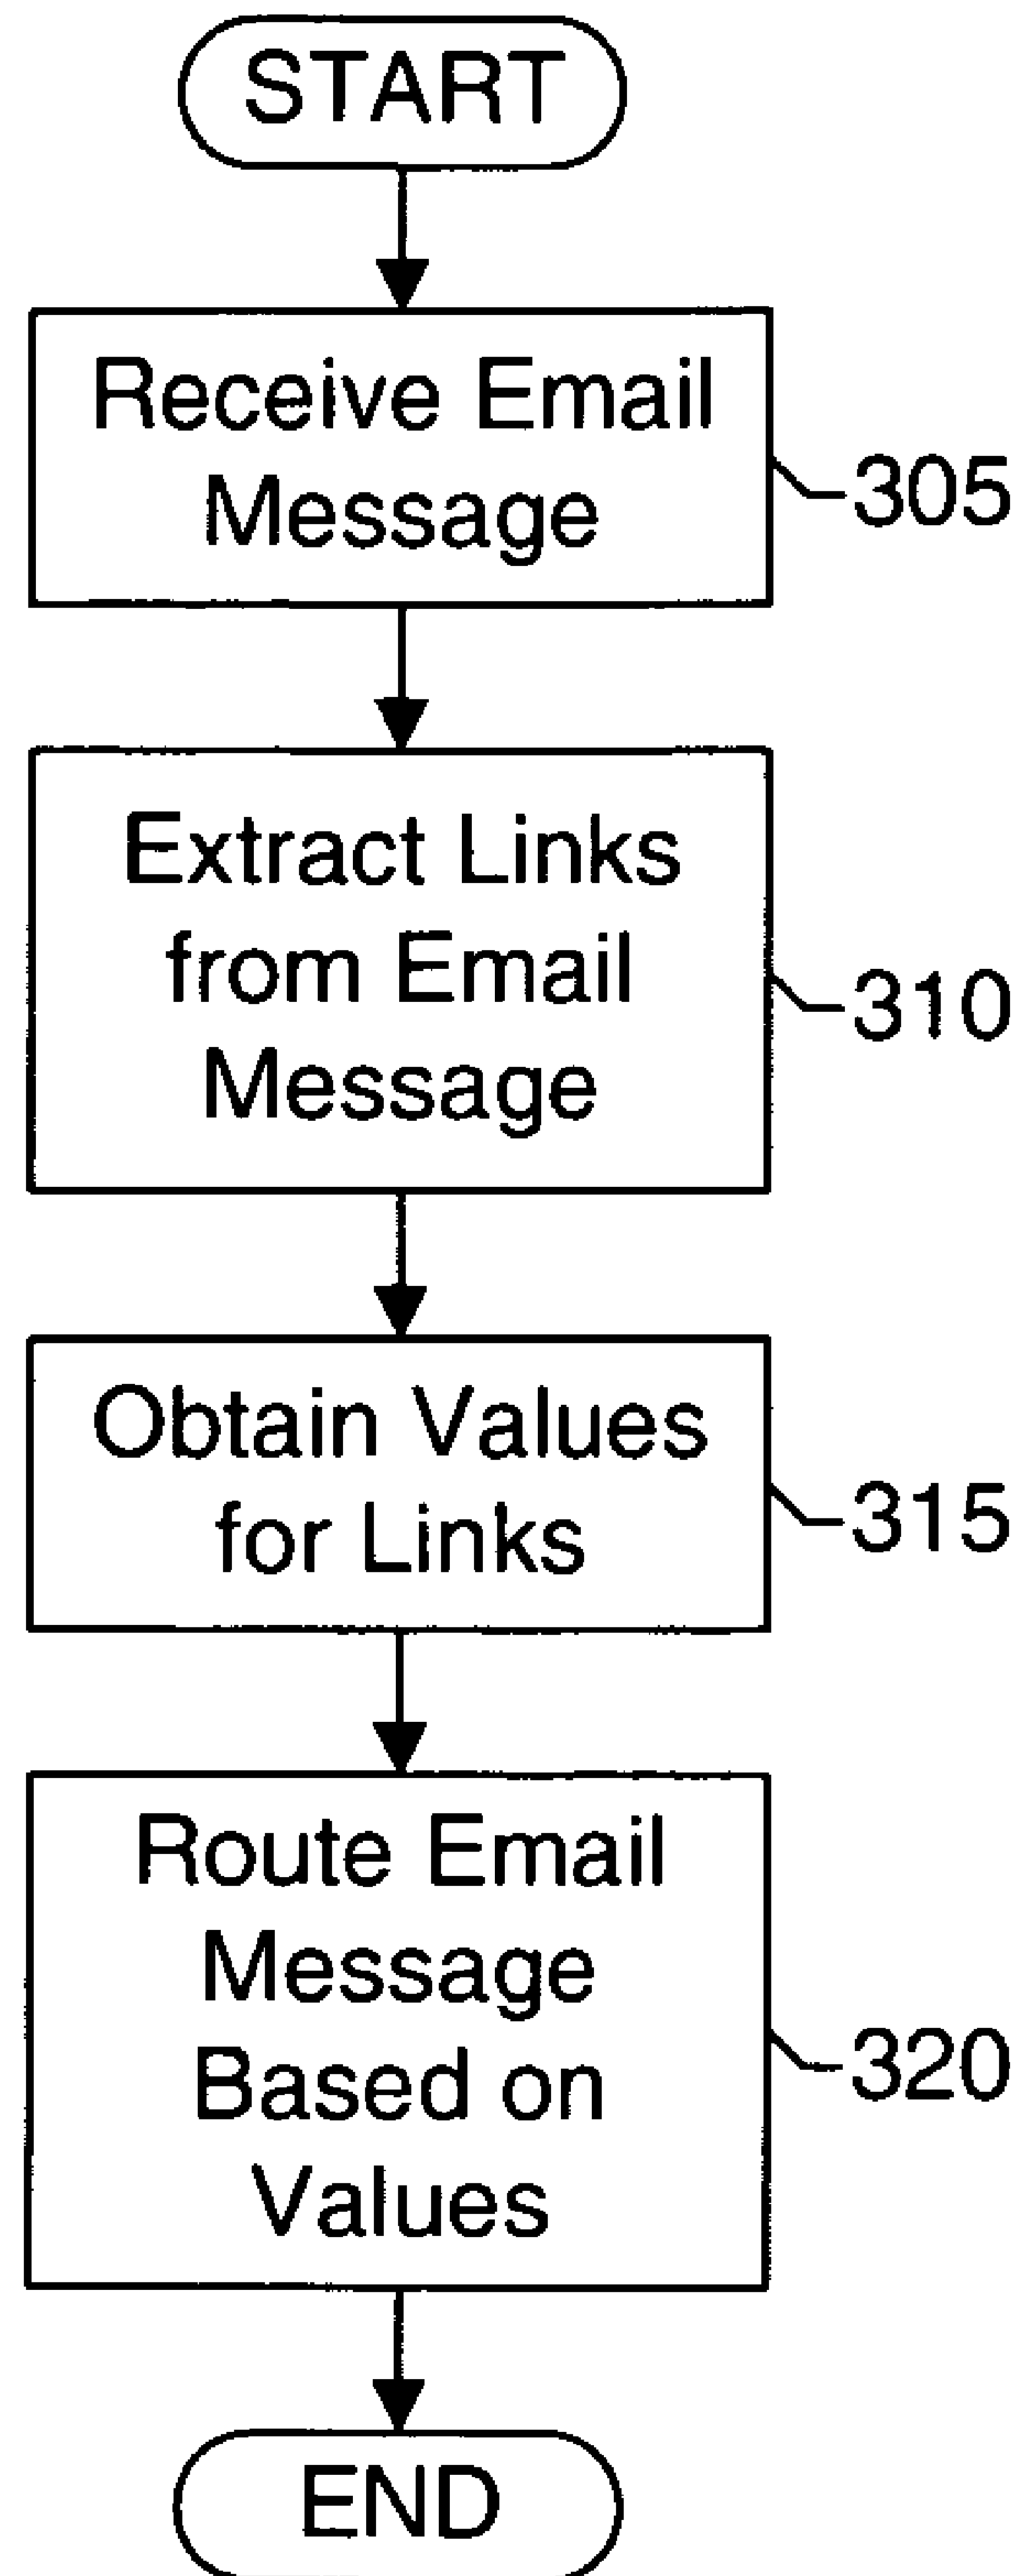 START
Receive Email
Message
305
Extract Links
from Email
Message
310
Obtain Values
for Links
315
Route Email
Message
Based on
Values
320
END